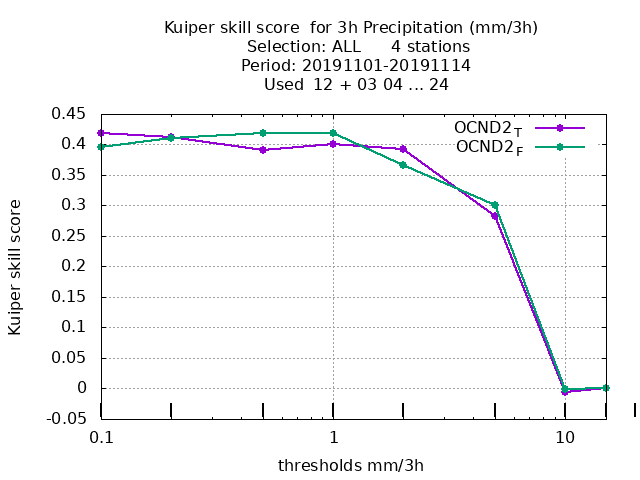 Kuiper skill score  for 3h Precipitation (mm/3h)
Selection: ALL      4 stations
Period: 20191101-20191114
Used  12 + 03 04 ... 24
OCND2T
OCND2F
Kuiper skill score
0.45
0.4
0.35
0.3
0.25
0.2
0.15
0.1
0.05
0
-0.05
0.1 1 10
thresholds mm/3h